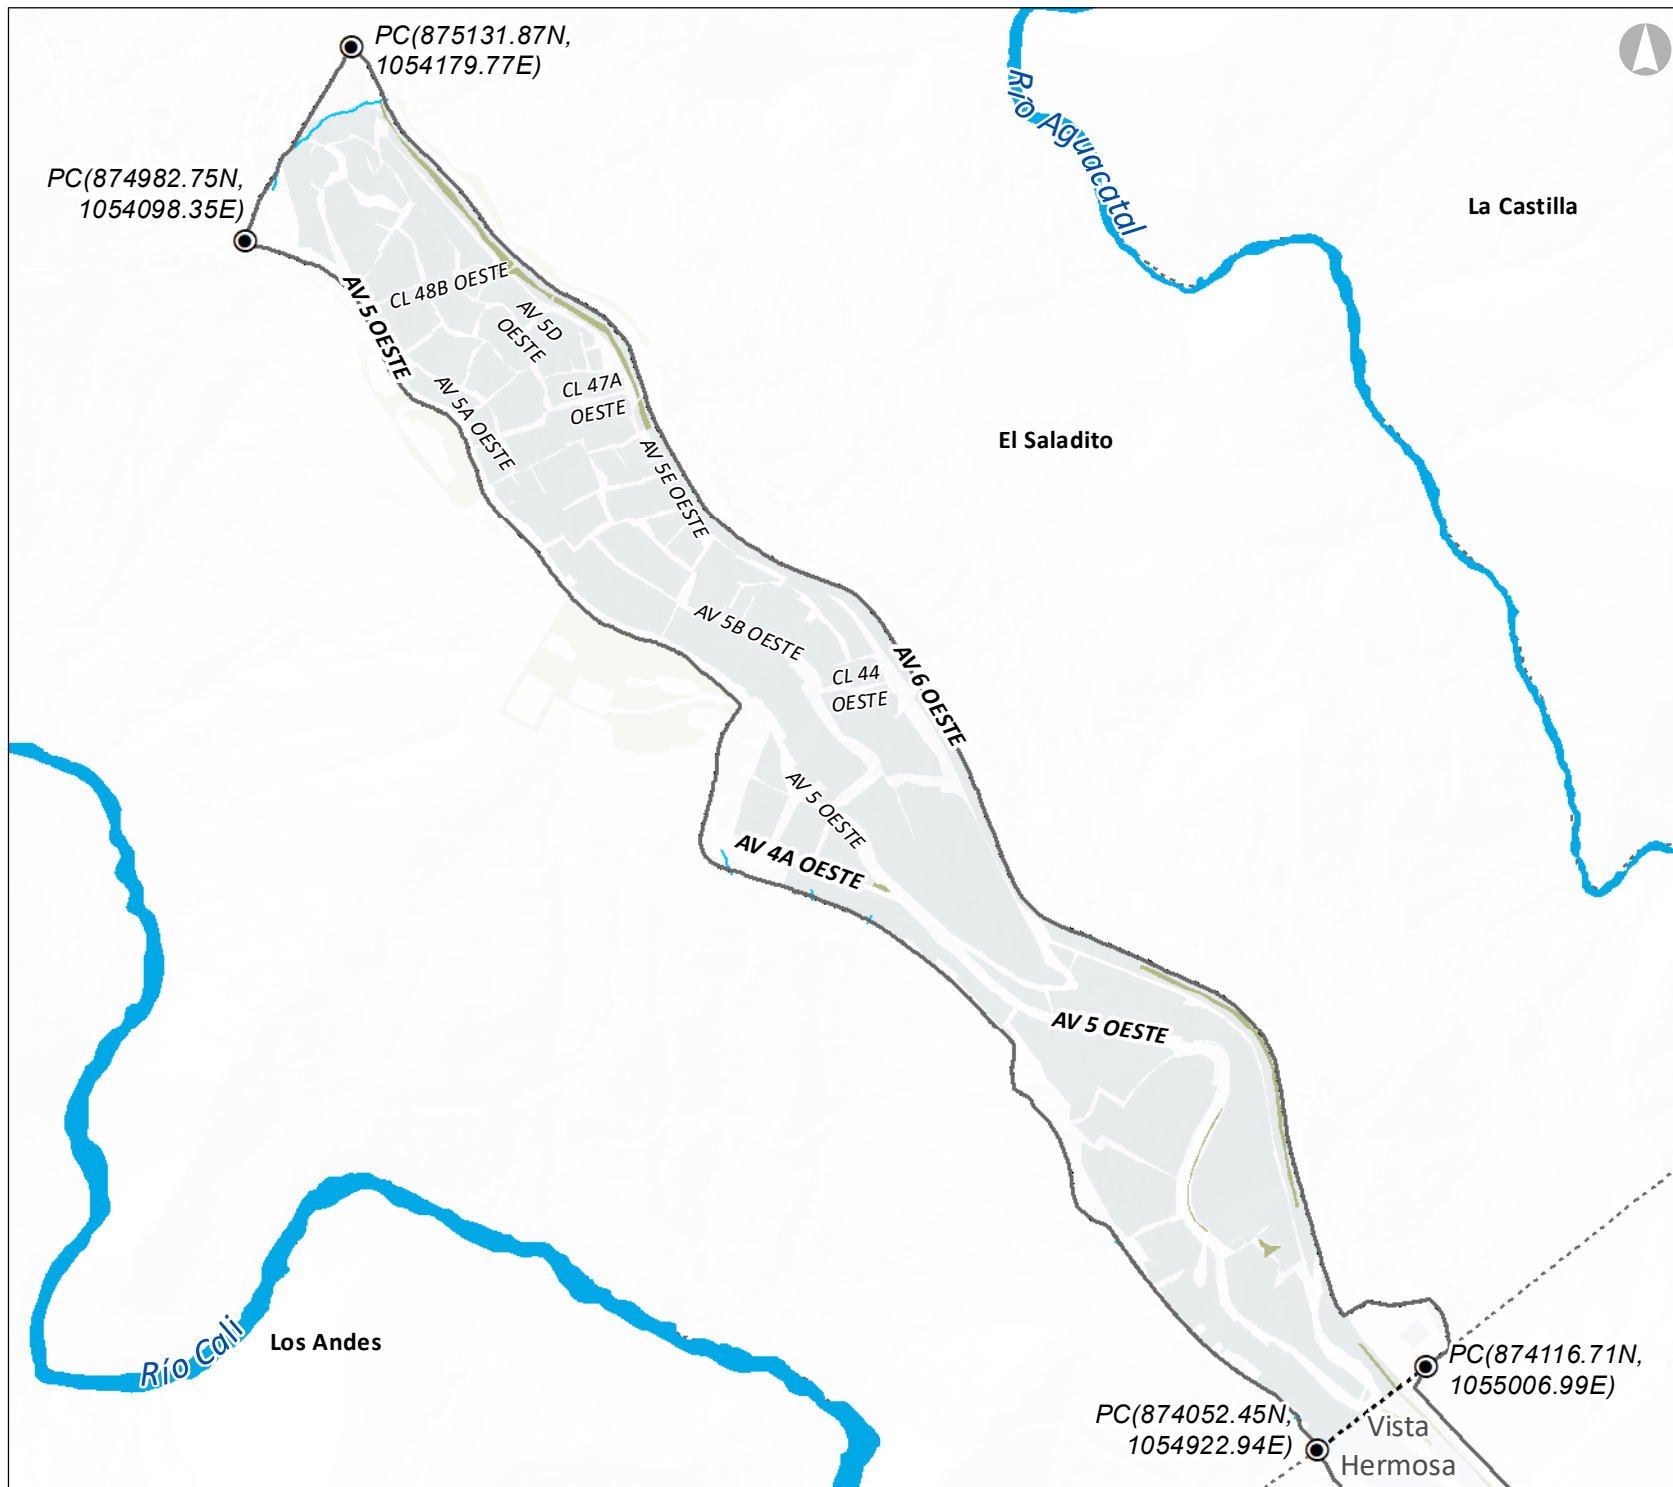 PC(875131.87N,
1054179.77E)
Río Aguacatal
PC(874982.75N,
1054098.35E)
La Castilla
CL 48B OESTE
AV 5 OESTE
AV 5D
OESTE
CL 47A
OESTE
AV 5A OESTE
El Saladito
AV 5E OESTE
AV 5B OESTE
CL 44
OESTE
AV 6 OESTE
AV 5 OESTE
AV 4A OESTE
AV 5 OESTE
Río Cali
Los Andes
PC(874116.71N,
1055006.99E)
PC(874052.45N,
1054922.94E)
Vista
Hermosa